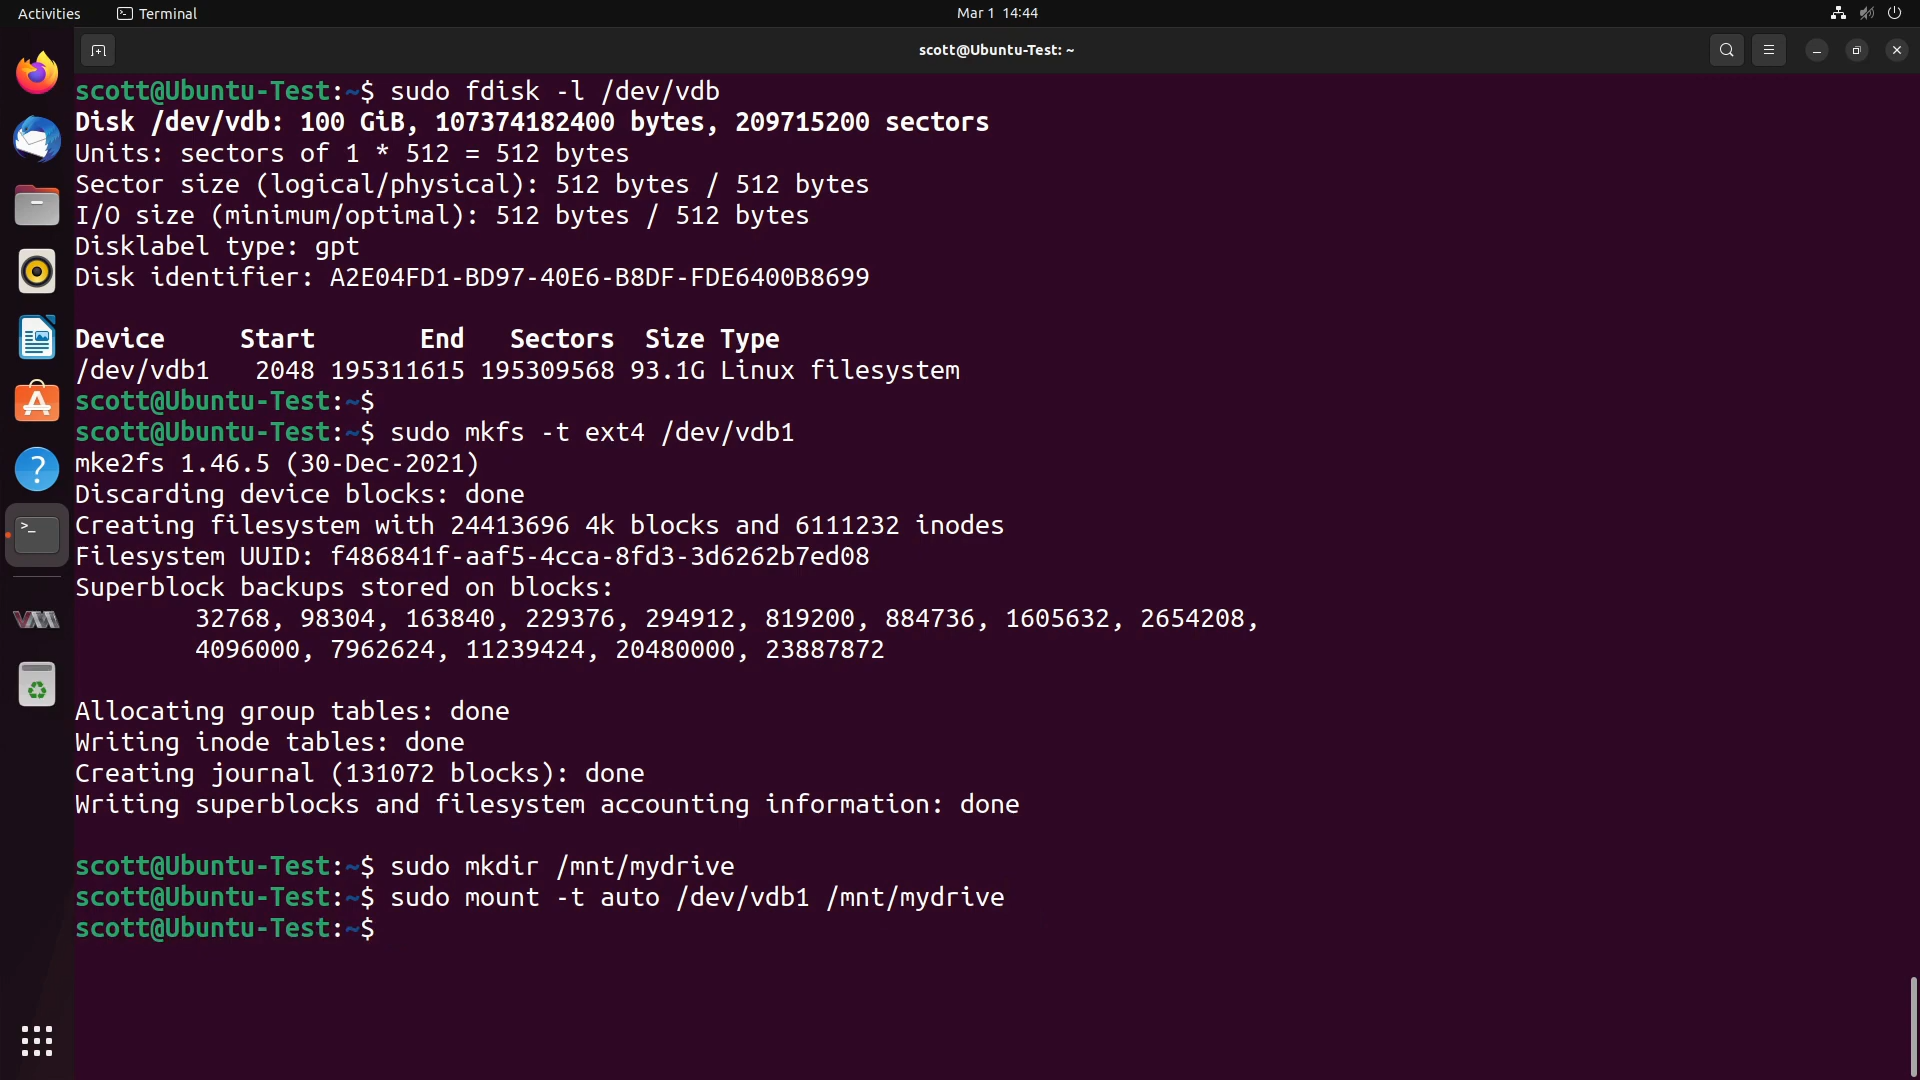 Activities Terminal Mar 1 14:44
scott@Ubuntu-Test: ~
scott@Ubuntu-Test:~$ sudo fdisk -l /dev/vdb
Disk /dev/vdb: 100 GiB, 107374182400 bytes, 209715200 sectors
Units: sectors of 1 * 512 = 512 bytes
Sector size (logical/physical): 512 bytes / 512 bytes
I/O size (minimum/optimal): 512 bytes / 512 bytes
Disklabel type: gpt
Disk identifier: A2E04FD1-BD97-40E6-B8DF-FDE6400B8699
Device     Start       End   Sectors  Size Type
/dev/vdb1   2048 195311615 195309568 93.1G Linux filesystem
scott@Ubuntu-Test:~$
scott@Ubuntu-Test:~$ sudo mkfs -t ext4 /dev/vdb1
mke2fs 1.46.5 (30-Dec-2021)
Discarding device blocks: done
Creating filesystem with 24413696 4k blocks and 6111232 inodes
Filesystem UUID: f486841f-aaf5-4cca-8fd3-3d6262b7ed08
Superblock backups stored on blocks:
32768, 98304, 163840, 229376, 294912, 819200, 884736, 1605632, 2654208,
4096000, 7962624, 11239424, 20480000, 23887872
Allocating group tables: done
Writing inode tables: done
Creating journal (131072 blocks): done
Writing superblocks and filesystem accounting information: done
scott@Ubuntu-Test:~$ sudo mkdir /mnt/mydrive
scott@Ubuntu-Test:~$ sudo mount -t auto /dev/vdb1 /mnt/mydrive
scott@Ubuntu-Test:~$